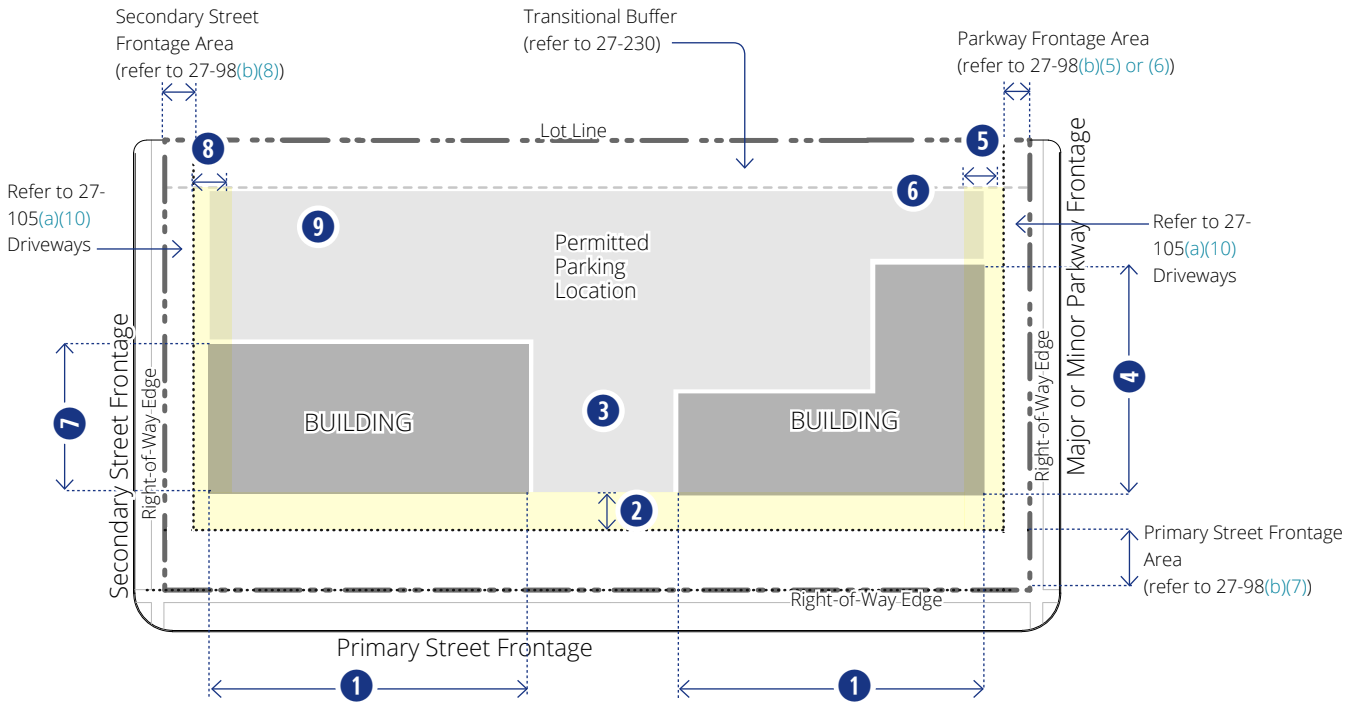 Secondary Street
Frontage Area
(refer to 27-98(b)(8))
Transitional Buffer
(refer to 27-230)
Parkway Frontage Area
(refer to 27-98(b)(5) or (6))
Lot Line
8
5
Refer to 27-
105(a)(10)
Driveways
9
6
Permitted
Parking
Location
Refer to 27-
105(a)(10)
Driveways
Secondary Street Frontage
Right-of-Way Edge
7
BUILDING
3
BUILDING
4
Right-of-Way Edge
Major or Minor Parkway Frontage
2
Primary Street Frontage
Area
(refer to 27-98(b)(7))
Right-of-Way Edge
Primary Street Frontage
1
1